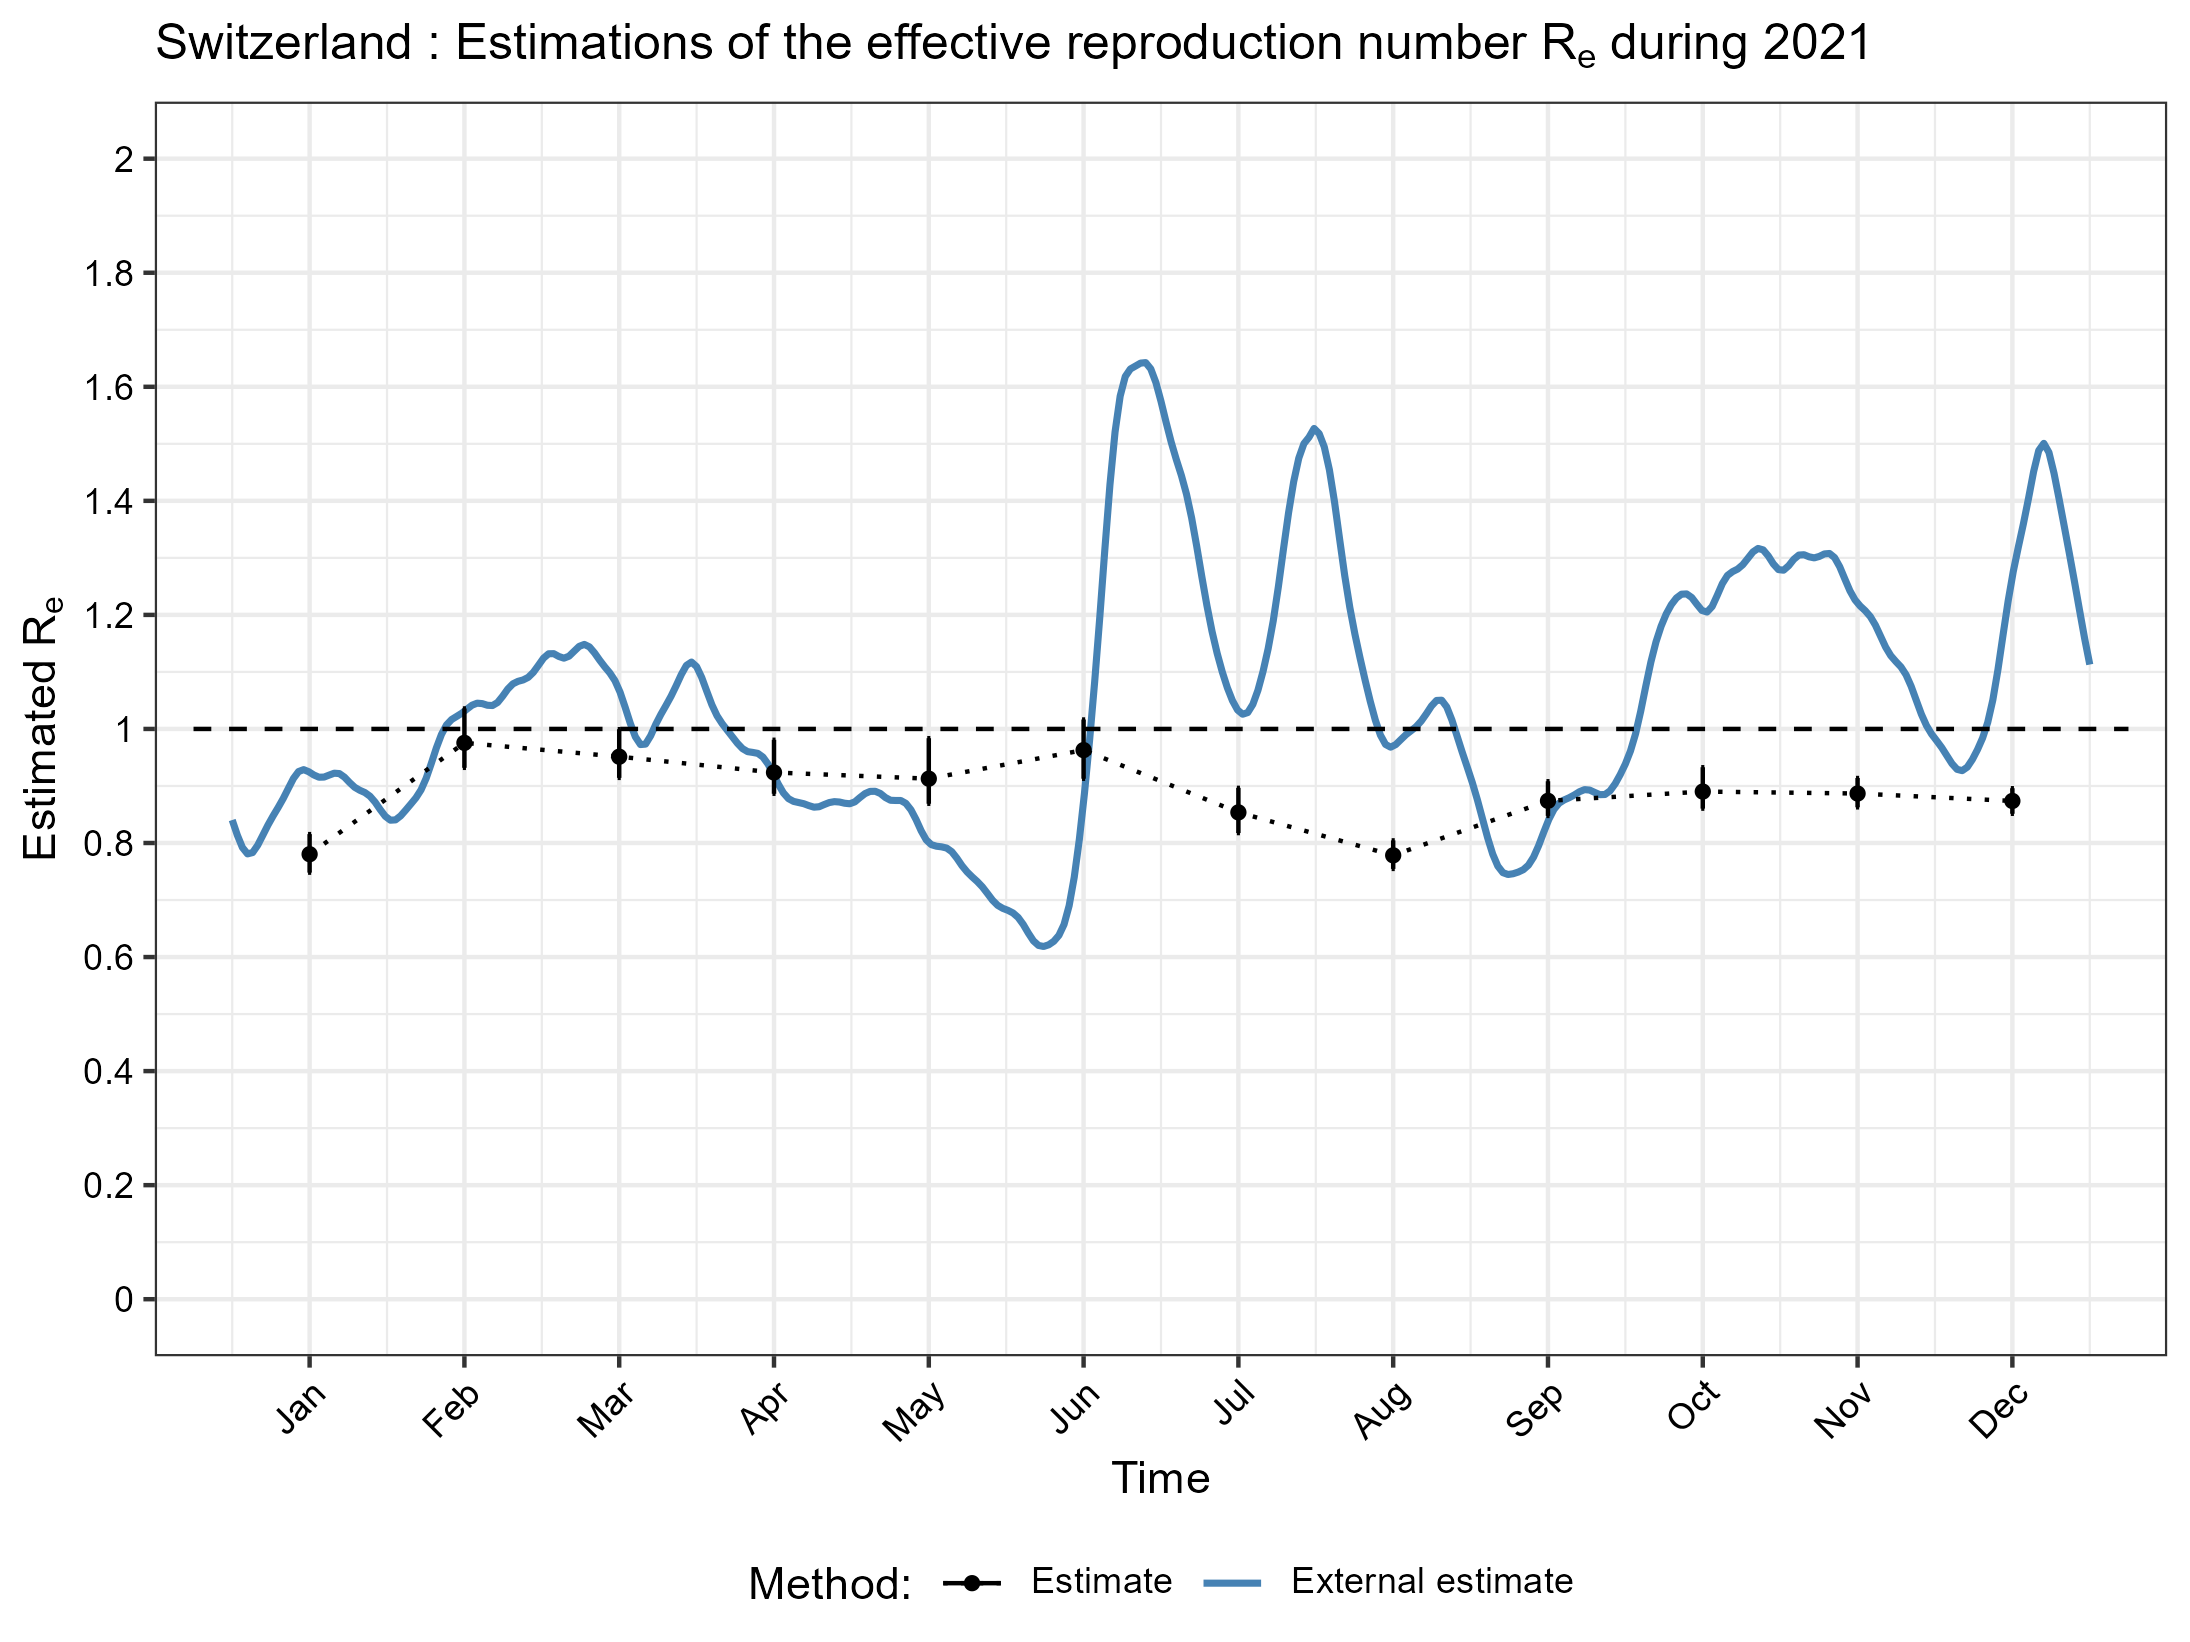 Switzerland : Estimations of the effective reproduction number Re during 2021
Estimated Re
2
1.8
1.6
1.4
1.2
1
0.8
0.6
0.4
0.2
0
Jan Feb Mar Apr May Jun Jul Aug Sep Oct Nov Dec
Time
Method: Estimate External estimate